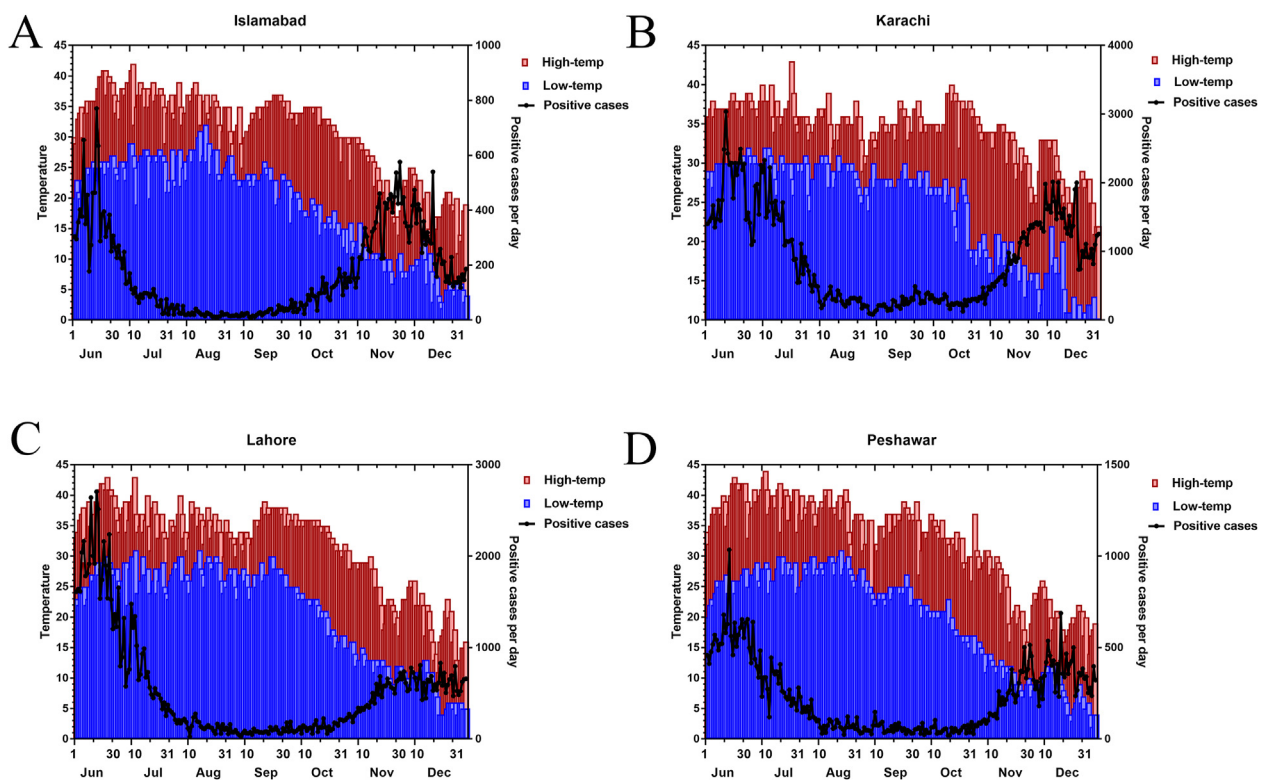 A
Islamabad
45
40
35
30
25
20
15
10
5
0
Temperature
1000
800
600
400
200
0
Positive cases per day
High-temp
Low-temp
Positive cases
1 30 10 31 10 30 10 31 10 30 10 31
Jun Jul Aug Sep Oct Nov Dec
B
Karachi
45
40
35
30
25
20
15
10
Temperature
4000
3000
2000
1000
0
Positive cases per day
High-temp
Low-temp
Positive cases
1 30 10 31 10 30 10 31 10 30 10 31
Jun Jul Aug Sep Oct Nov Dec
C
Lahore
45
40
35
30
25
20
15
10
5
0
Temperature
3000
2000
1000
0
Positive cases per day
High-temp
Low-temp
Positive cases
1 30 10 31 10 30 10 31 10 30 10 31
Jun Jul Aug Sep Oct Nov Dec
D
Peshawar
45
40
35
30
25
20
15
10
5
0
Temperature
1500
1000
500
0
Positive cases per day
High-temp
Low-temp
Positive cases
1 30 10 31 10 30 10 31 10 30 10 31
Jun Jul Aug Sep Oct Nov Dec